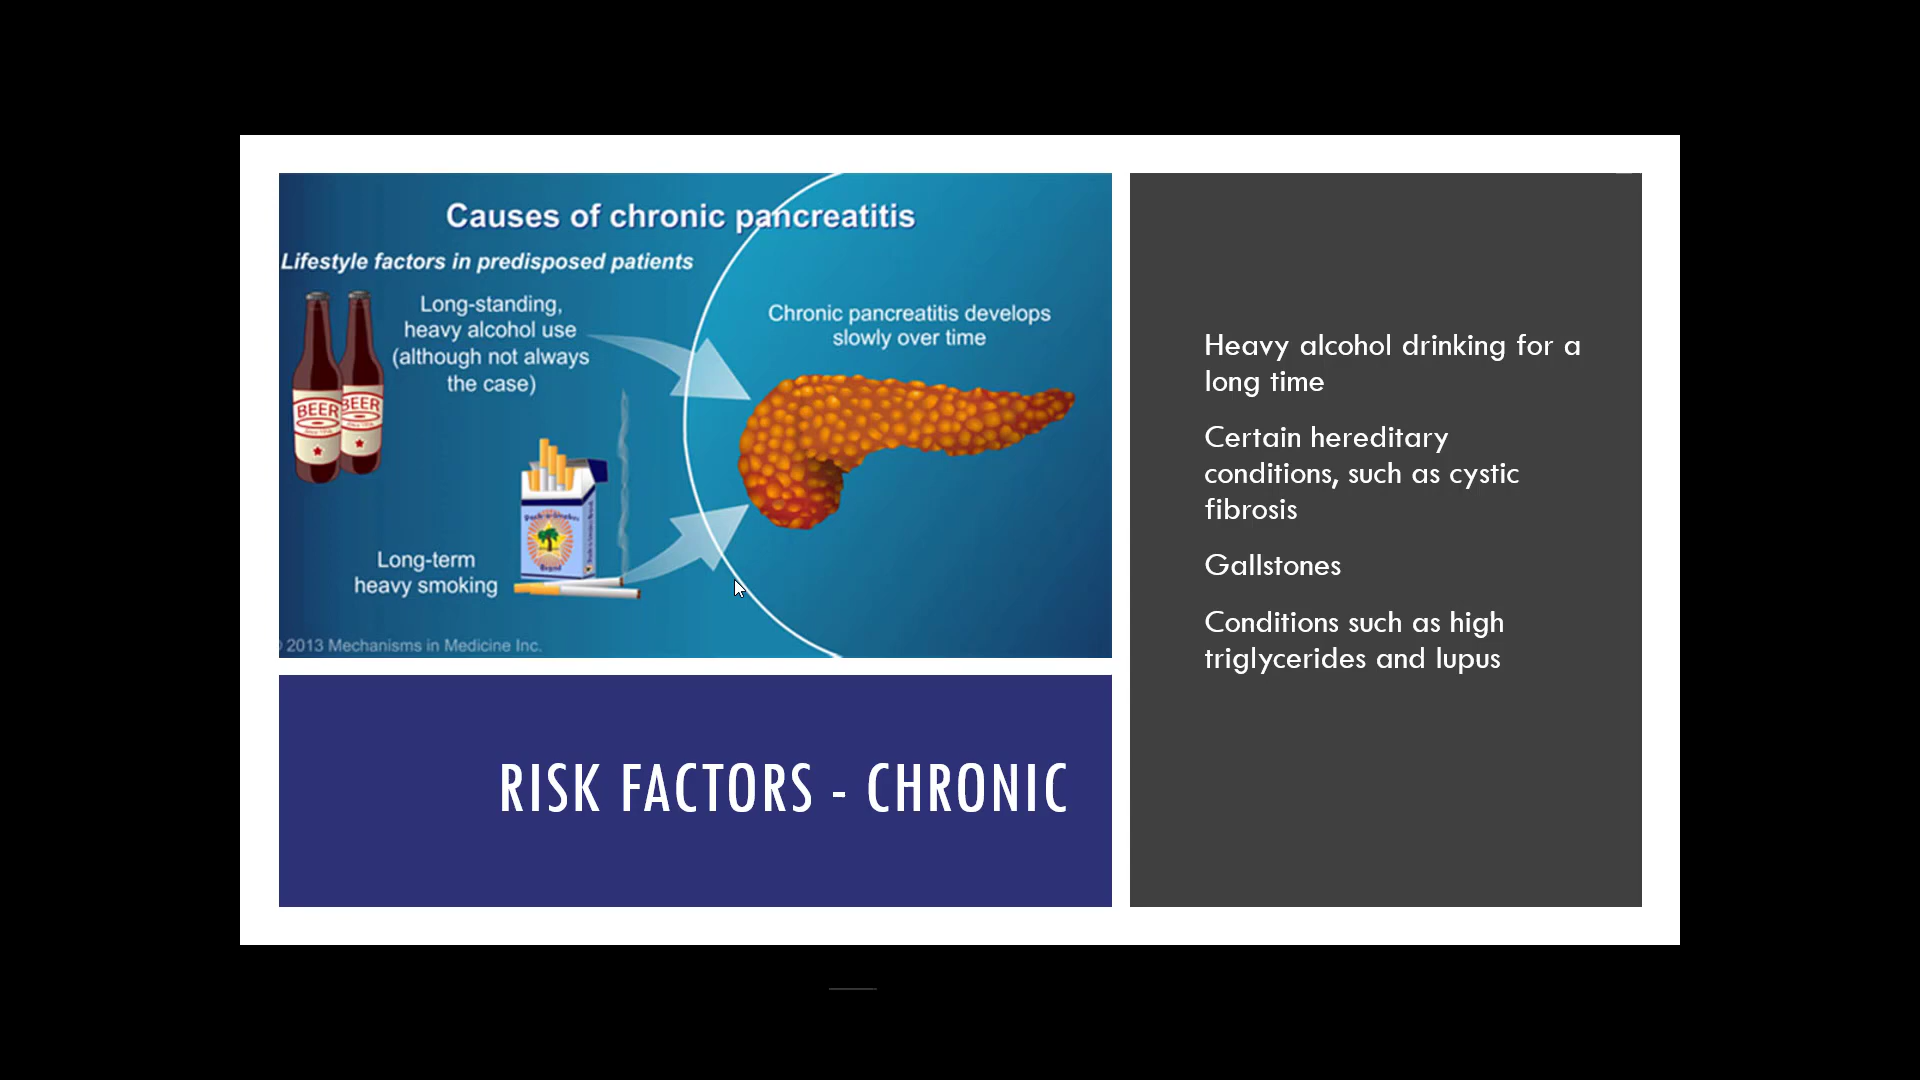 Causes of chronic pancreatitis
Lifestyle factors in predisposed patients
Long-standing,
heavy alcohol use
(although not always
the case)
Chronic pancreatitis develops
slowly over time
BEER
BEER
Long-term
heavy smoking
2013 Mechanisms in Medicine Inc.
RISK FACTORS - CHRONIC
Heavy alcohol drinking for a
long time
Certain hereditary
conditions, such as cystic
fibrosis
Gallstones
Conditions such as high
triglycerides and lupus